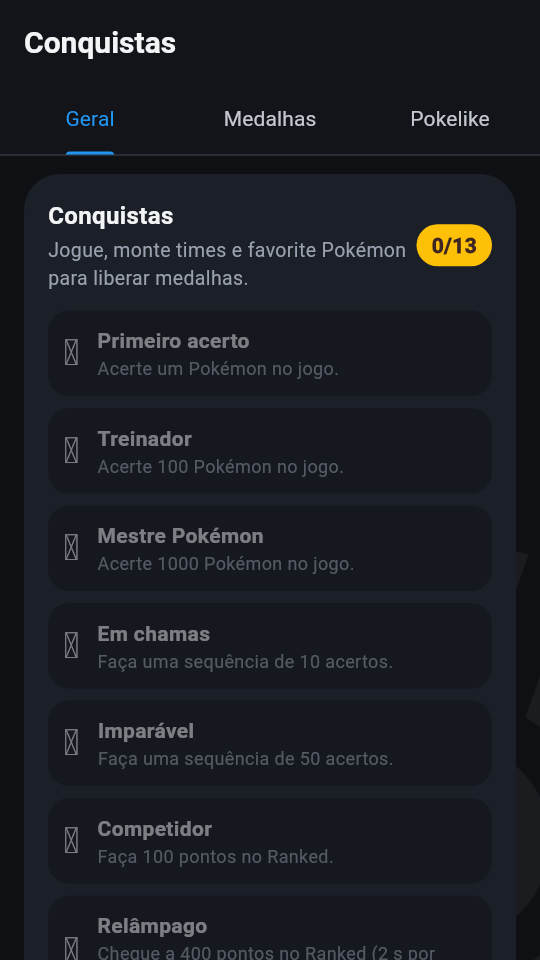 Conquistas
Geral
Medalhas
Pokelike
Conquistas
Jogue, monte times e favorite Pokémon
para liberar medalhas.
0/13
Primeiro acerto
Acerte um Pokémon no jogo.
Treinador
Acerte 100 Pokémon no jogo.
Mestre Pokémon
Acerte 1000 Pokémon no jogo.
Em chamas
Faça uma sequência de 10 acertos.
Imparável
Faça uma sequência de 50 acertos.
Competidor
Faça 100 pontos no Ranked.
Relâmpago
Chegue a 400 pontos no Ranked (2 s por